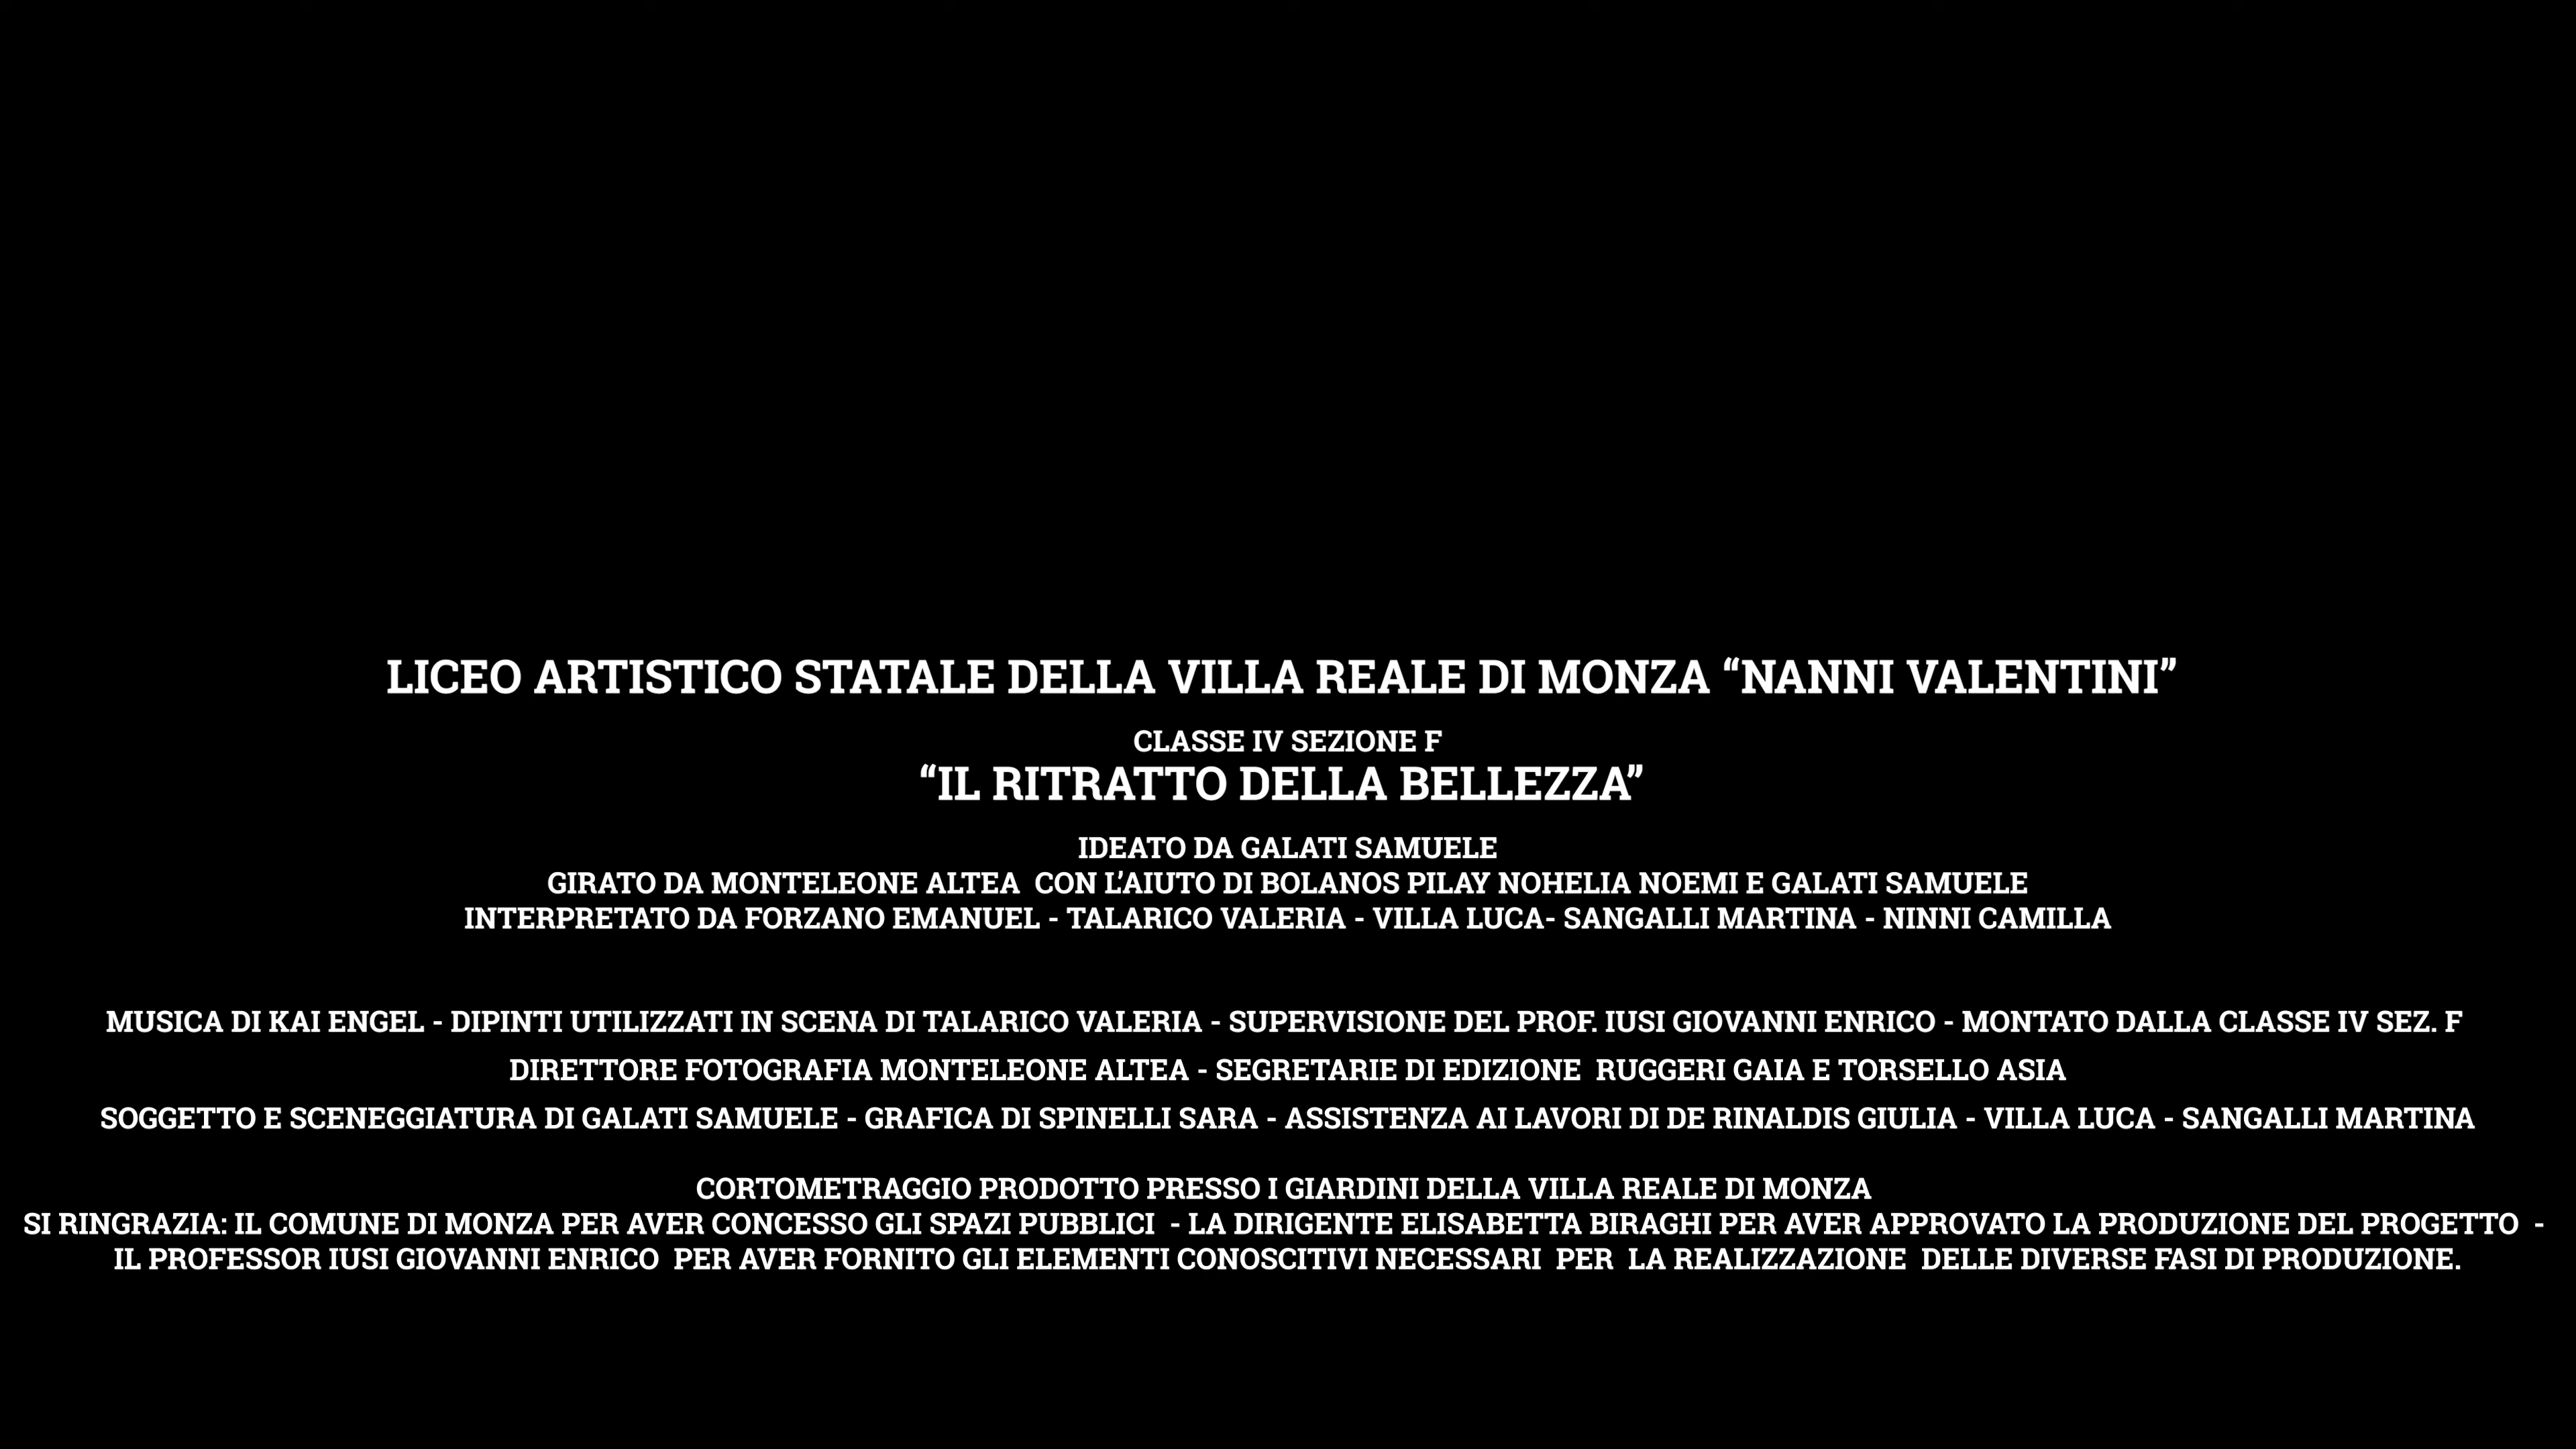 LICEO ARTISTICO STATALE DELLA VILLA REALE DI MONZA “NANNI VALENTINI”
CLASSE IV SEZIONE F
“IL RITRATTO DELLA BELLEZZA”
IDEATO DA GALATI SAMUELE
GIRATO DA MONTELEONE ALTEA  CON L’AIUTO DI BOLANOS PILAY NOHELIA NOEMI E GALATI SAMUELE
INTERPRETATO DA FORZANO EMANUEL - TALARICO VALERIA - VILLA LUCA- SANGALLI MARTINA - NINNI CAMILLA
MUSICA DI KAI ENGEL - DIPINTI UTILIZZATI IN SCENA DI TALARICO VALERIA - SUPERVISIONE DEL PROF. IUSI GIOVANNI ENRICO - MONTATO DALLA CLASSE IV SEZ. F
DIRETTORE FOTOGRAFIA MONTELEONE ALTEA - SEGRETARIE DI EDIZIONE  RUGGERI GAIA E TORSELLO ASIA
SOGGETTO E SCENEGGIATURA DI GALATI SAMUELE - GRAFICA DI SPINELLI SARA - ASSISTENZA AI LAVORI DI DE RINALDIS GIULIA - VILLA LUCA - SANGALLI MARTINA
CORTOMETRAGGIO PRODOTTO PRESSO I GIARDINI DELLA VILLA REALE DI MONZA
SI RINGRAZIA: IL COMUNE DI MONZA PER AVER CONCESSO GLI SPAZI PUBBLICI  - LA DIRIGENTE ELISABETTA BIRAGHI PER AVER APPROVATO LA PRODUZIONE DEL PROGETTO  -
IL PROFESSOR IUSI GIOVANNI ENRICO  PER AVER FORNITO GLI ELEMENTI CONOSCITIVI NECESSARI  PER  LA REALIZZAZIONE  DELLE DIVERSE FASI DI PRODUZIONE.